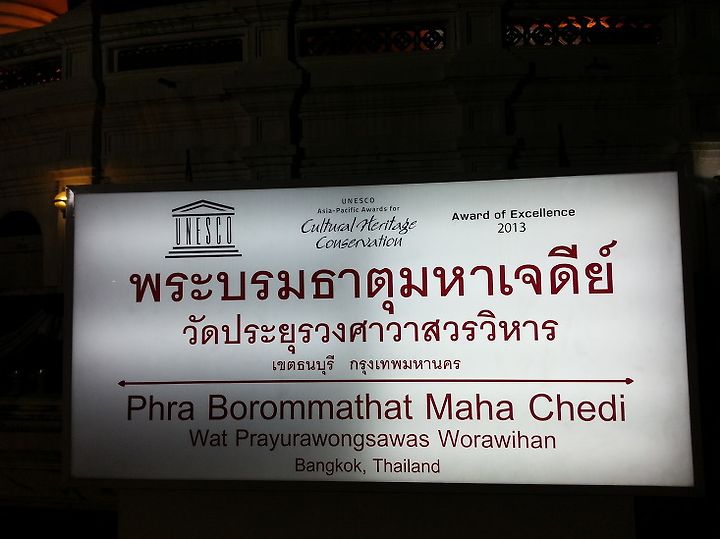 UNESCO
UNESCO
Asia-Pacific Awards for
Cultural Heritage
Conservation
Award of Excellence
2013
พระบรมธาตุมหาเจดีย์
วัดประยุรวงศาวาสวรวิหาร
เขตธนบุรี กรุงเทพมหานคร
Phra Borommathat Maha Chedi
Wat Prayurawongsawas Worawihan
Bangkok, Thailand